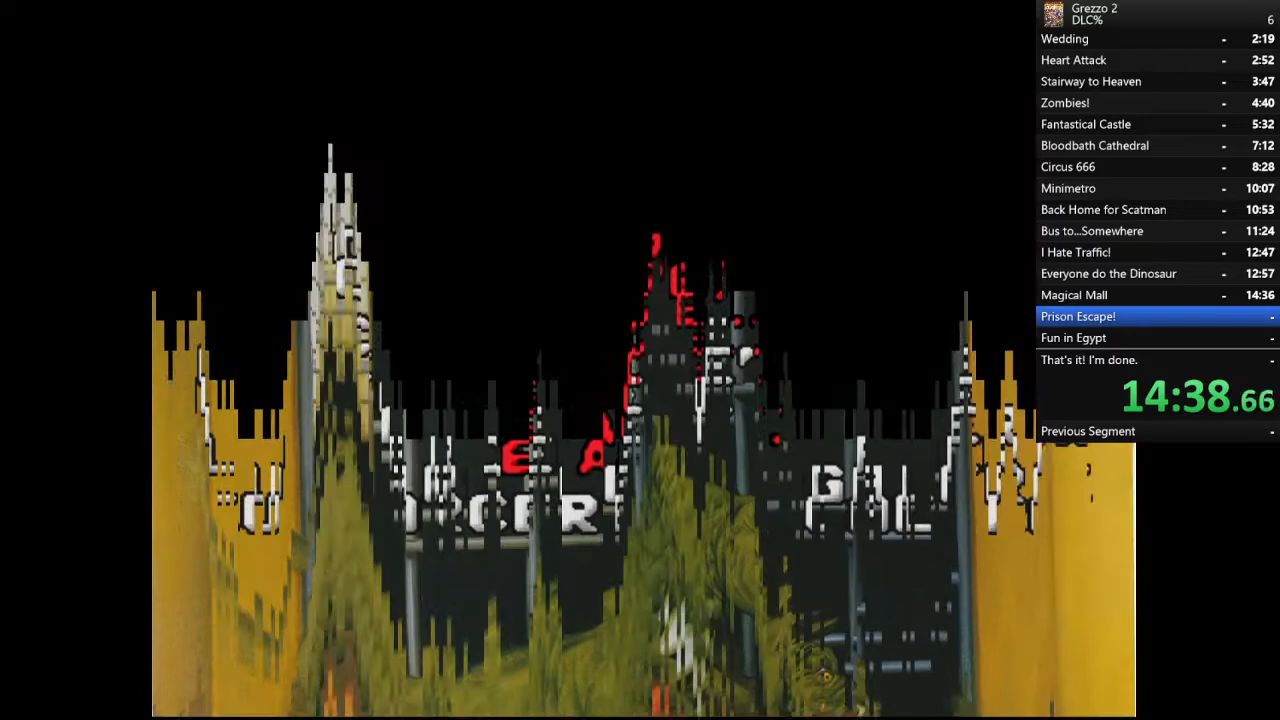 Grezzo 2
DLC% 6
Wedding - 2:19
Heart Attack - 2:52
Stairway to Heaven - 3:47
Zombies! - 4:40
Fantastical Castle - 5:32
Bloodbath Cathedral - 7:12
Circus 666 - 8:28
Minimetro - 10:07
Back Home for Scatman - 10:53
Bus to...Somewhere - 11:24
I Hate Traffic! - 12:47
Everyone do the Dinosaur - 12:57
Magical Mall - 14:36
Prison Escape! -
Fun in Egypt -
That's it! I'm done. -
14:38.66
Previous Segment -